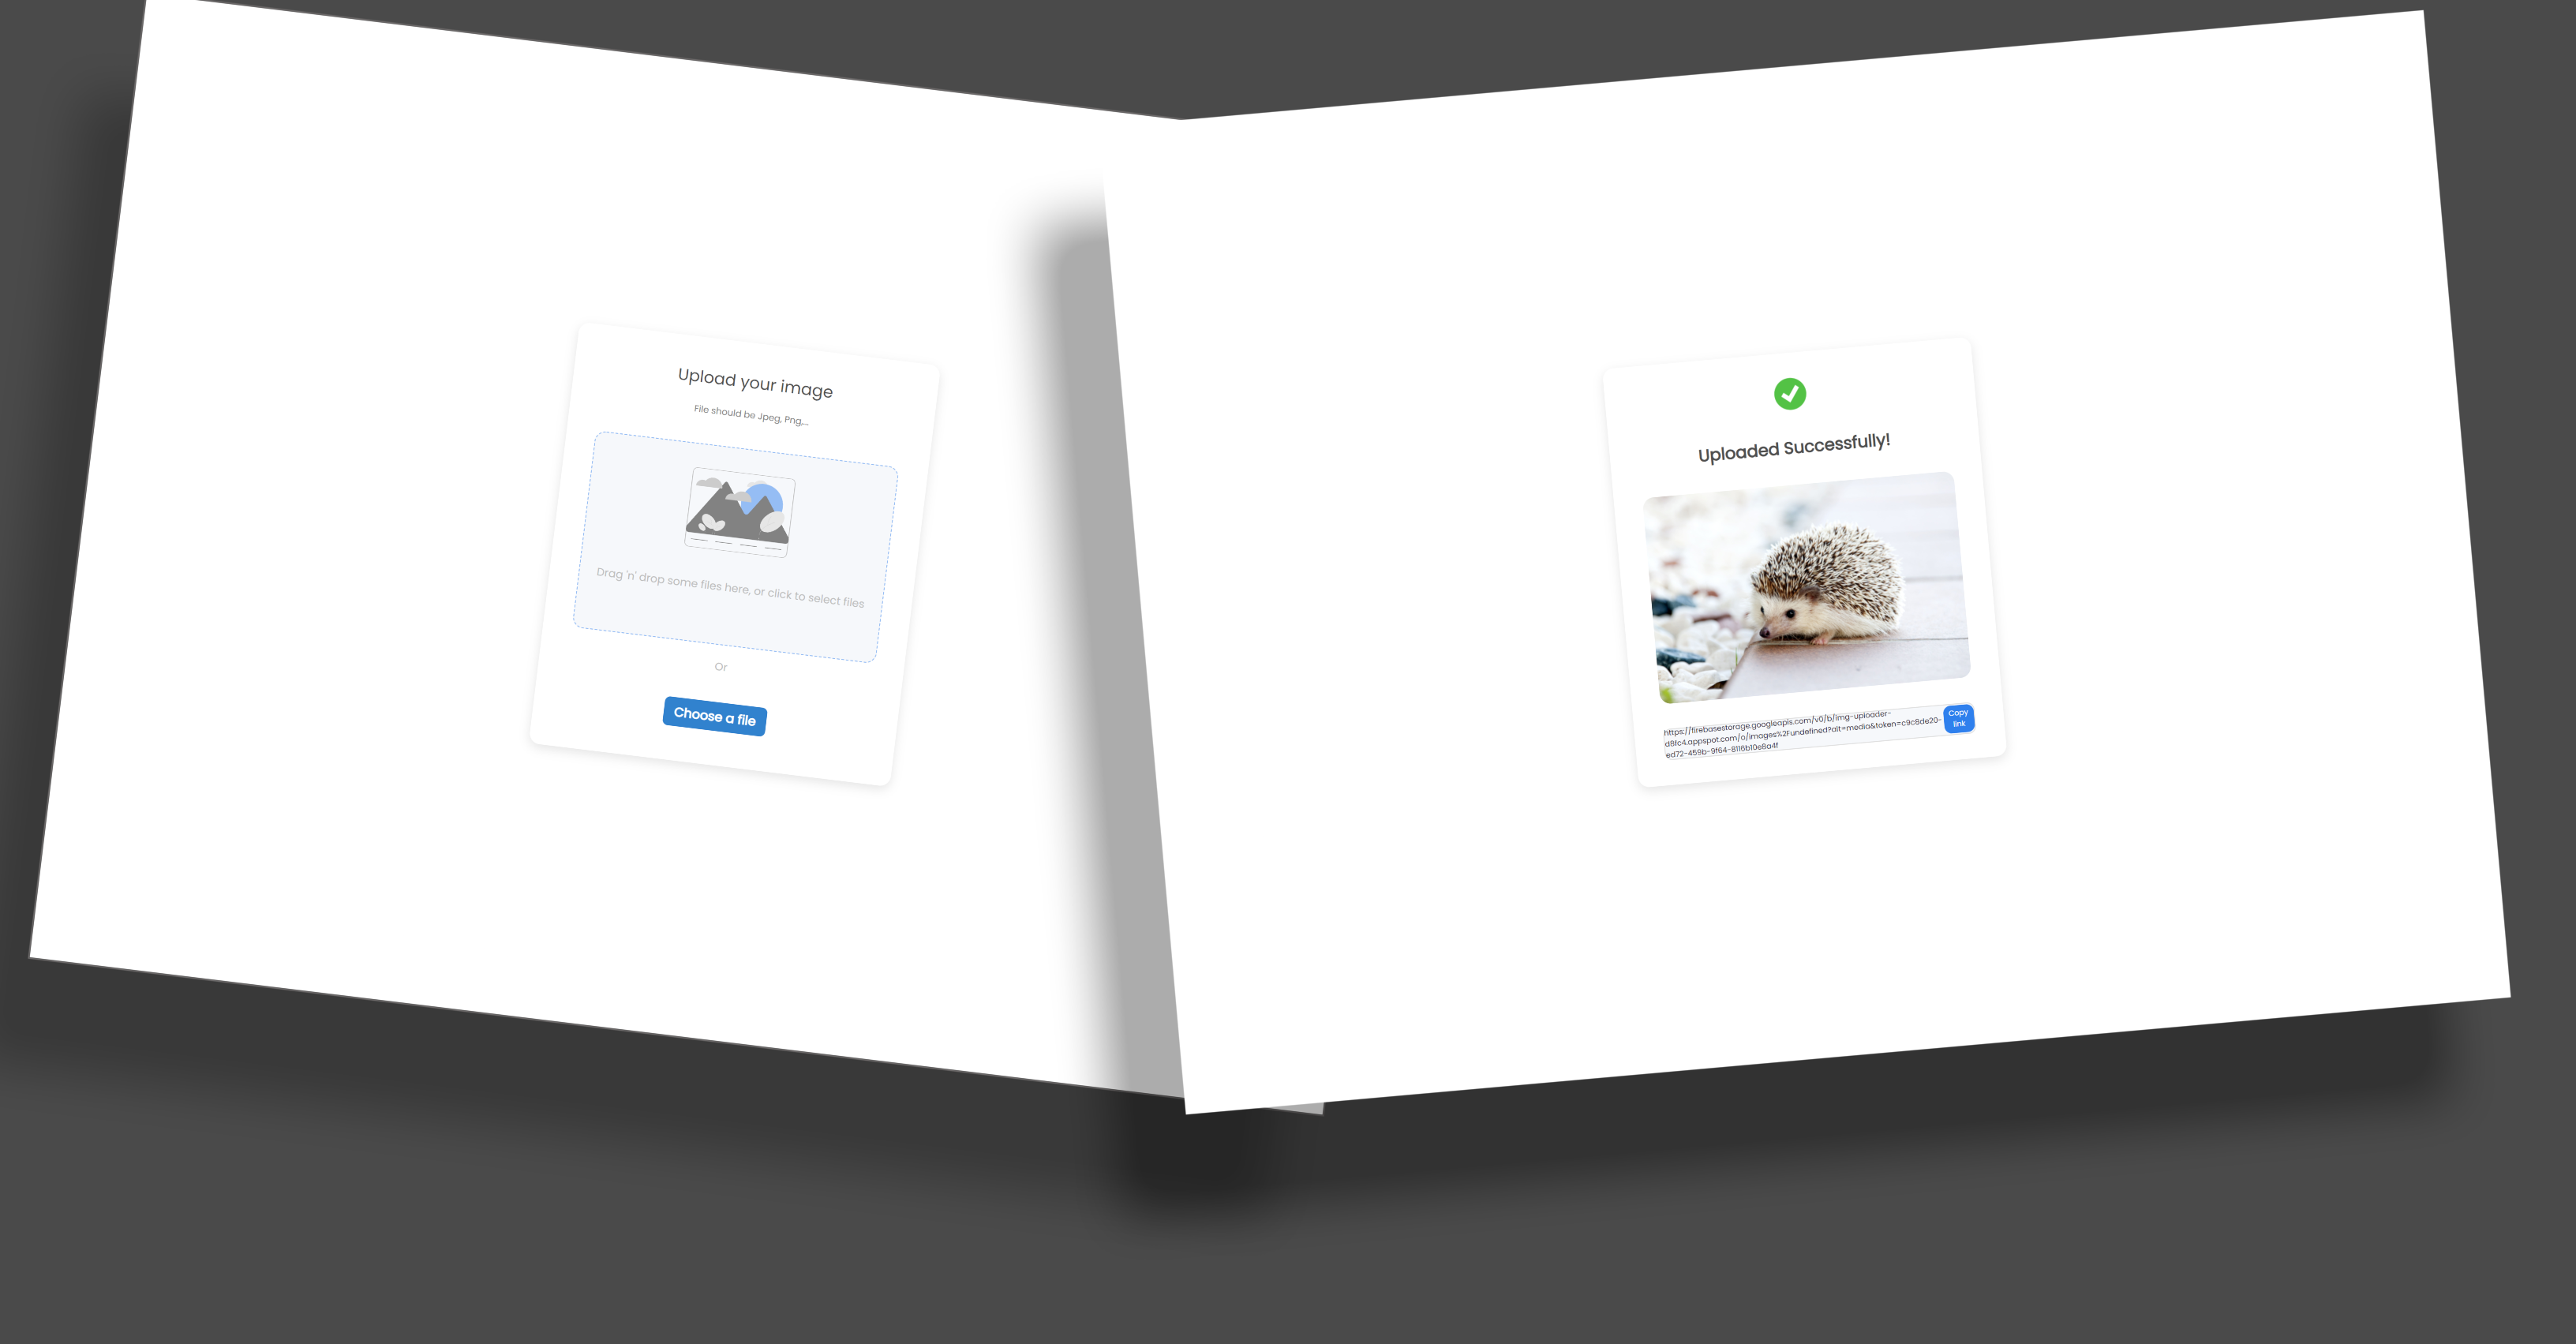 Upload your image
File should be Jpeg, Png,...
Drag 'n' drop some files here, or click to select files
Or
Choose a file
Uploaded Successfully!
https://firebasestorage.googleapis.com/v0/b/img-uploader-
d8fc4.appspot.com/o/images%2Fundefined?alt=media&token=c9c8de20-
ed72-459b-9f64-8116b10e8a4f
Copy
link